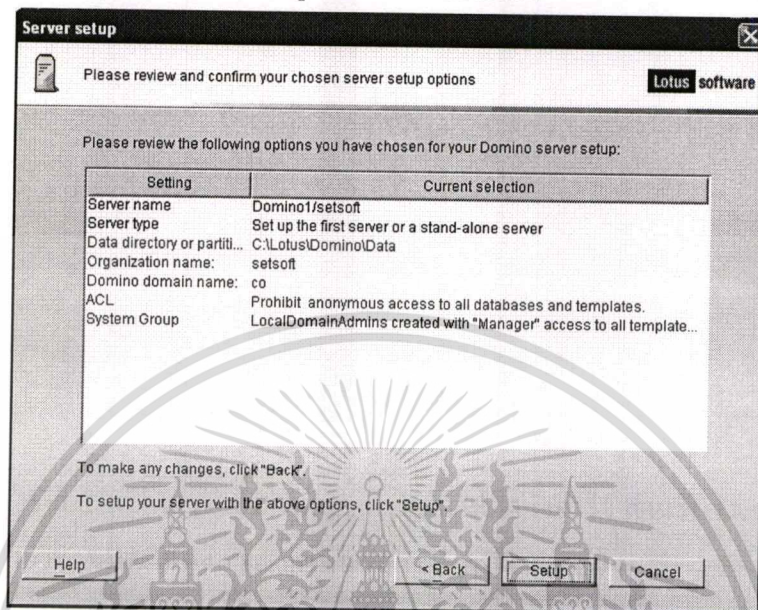 Server setup
Please review and confirm your chosen server setup options
Lotus software
Please review the following options you have chosen for your Domino server setup:
Setting Current selection
Server name Domino1/setsoft
Server type Set up the first server or a stand-alone server
Data directory or partiti... C:\Lotus\Domino\Data
Organization name: setsoft
Domino domain name: co
ACL Prohibit anonymous access to all databases and templates.
System Group LocalDomainAdmins created with "Manager" access to all template...
To make any changes, click "Back".
To setup your server with the above options, click "Setup".
Help < Back Setup Cancel